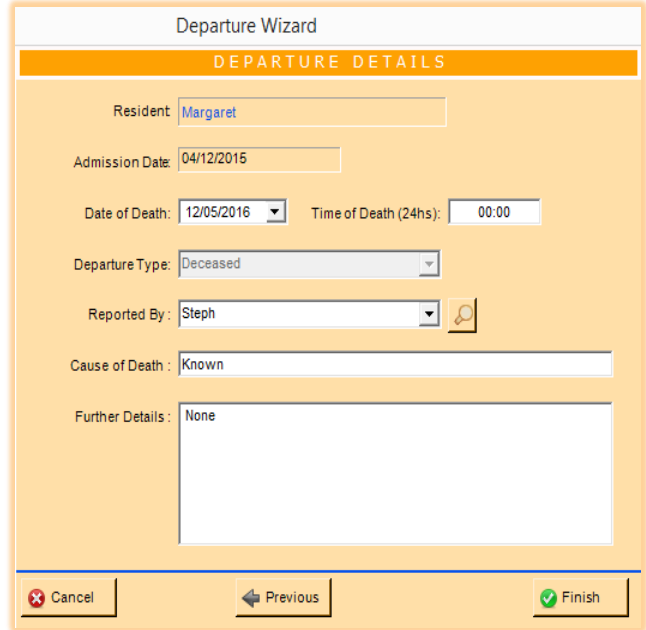 Departure Wizard
DEPARTURE DETAILS
Resident Margaret
Admission Date: 04/12/2015
Date of Death: 12/05/2016 Time of Death (24hs): 00:00
Departure Type: Deceased
Reported By : Steph
Cause of Death : Known
Further Details : None
Cancel Previous Finish